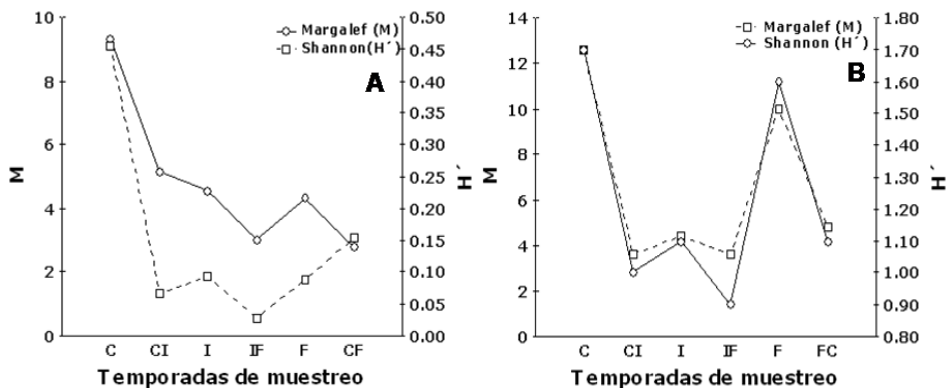 10
8
6
4
2
0
M
0.50
0.45
0.40
0.35
0.30
0.25
0.20
0.15
0.10
0.05
0.00
H´
Margalef (M)
Shannon(H´)
A
C CI I IF F CF
Temporadas de muestreo
14
12
10
8
6
4
2
0
M
1.80
1.70
1.60
1.50
1.40
1.30
1.20
1.10
1.00
0.90
0.80
H´
Margalef (M)
Shannon (H´)
B
C CI I IF F FC
Temporadas de muestreo